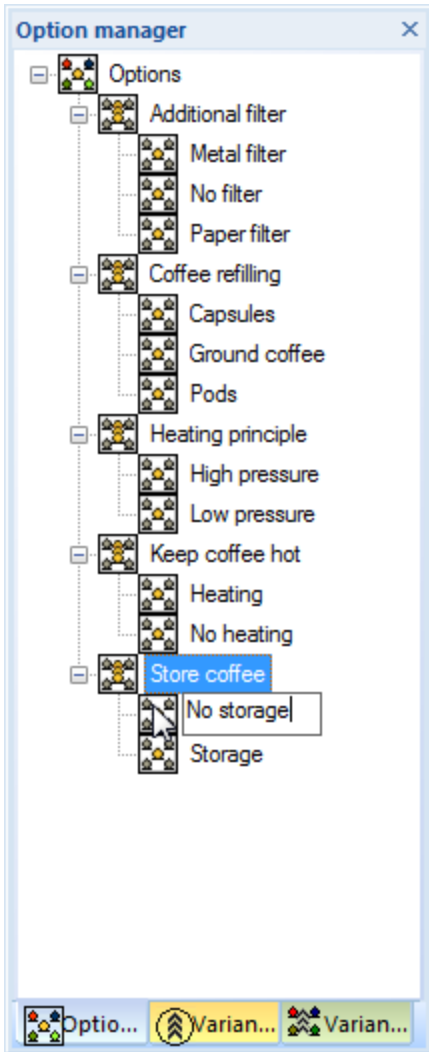 Option manager
Options
Additional filter
Metal filter
No filter
Paper filter
Coffee refilling
Capsules
Ground coffee
Pods
Heating principle
High pressure
Low pressure
Keep coffee hot
Heating
No heating
Store coffee
No storage
Storage
Optio... Varian... Varian...